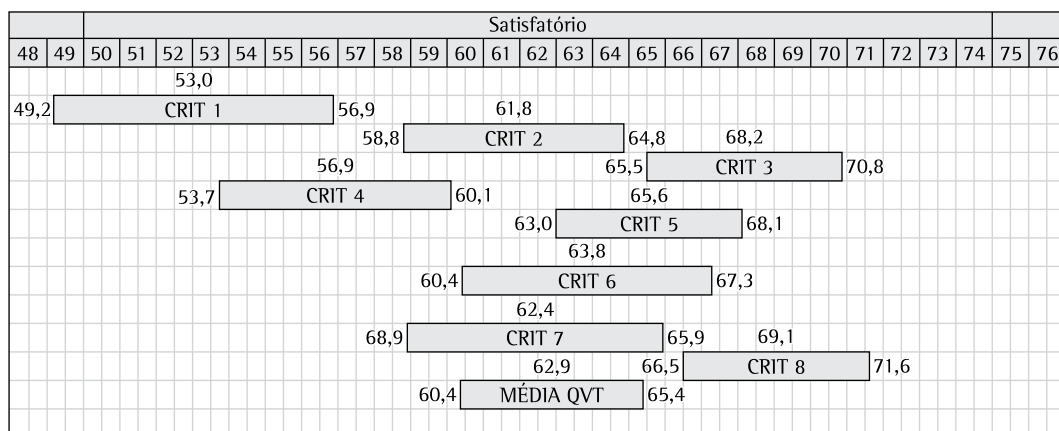 Satisfatório
48 49 50 51 52 53 54 55 56 57 58 59 60 61 62 63 64 65 66 67 68 69 70 71 72 73 74 75 76
53,0
49,2 CRIT 1 56,9 61,8
58,8 CRIT 2 64,8 68,2
56,9 65,5 CRIT 3 70,8
53,7 CRIT 4 60,1 65,6
63,0 CRIT 5 68,1
63,8
60,4 CRIT 6 67,3
62,4
68,9 CRIT 7 65,9 69,1
62,9 66,5 CRIT 8 71,6
60,4 MÉDIA QVT 65,4